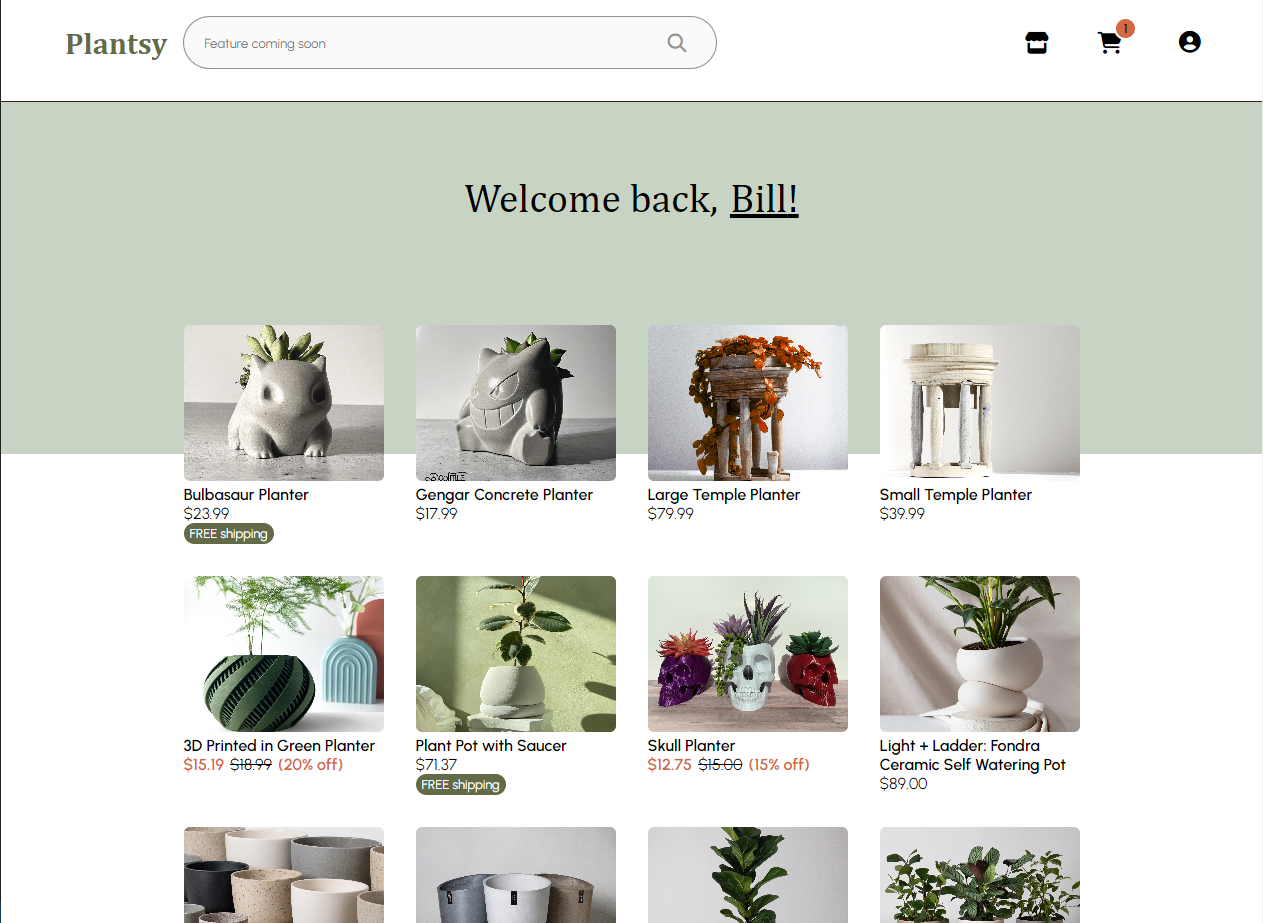 Plantsy
Feature coming soon
1
Welcome back, Bill!
Bulbasaur Planter
$23.99
FREE shipping
Gengar Concrete Planter
$17.99
Large Temple Planter
$79.99
Small Temple Planter
$39.99
3D Printed in Green Planter
$15.19 $18.99 (20% off)
Plant Pot with Saucer
$71.37
FREE shipping
Skull Planter
$12.75 $15.00 (15% off)
Light + Ladder: Fondra
Ceramic Self Watering Pot
$89.00